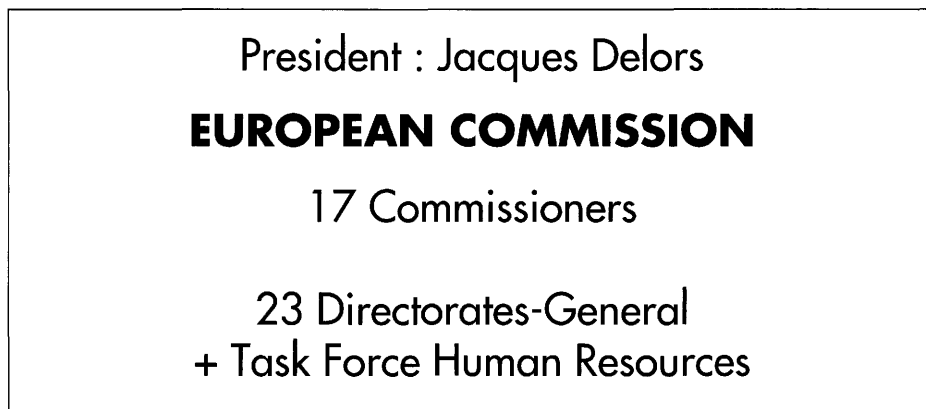 President : Jacques Delors
EUROPEAN COMMISSION
17 Commissioners
23 Directorates-General
+ Task Force Human Resources